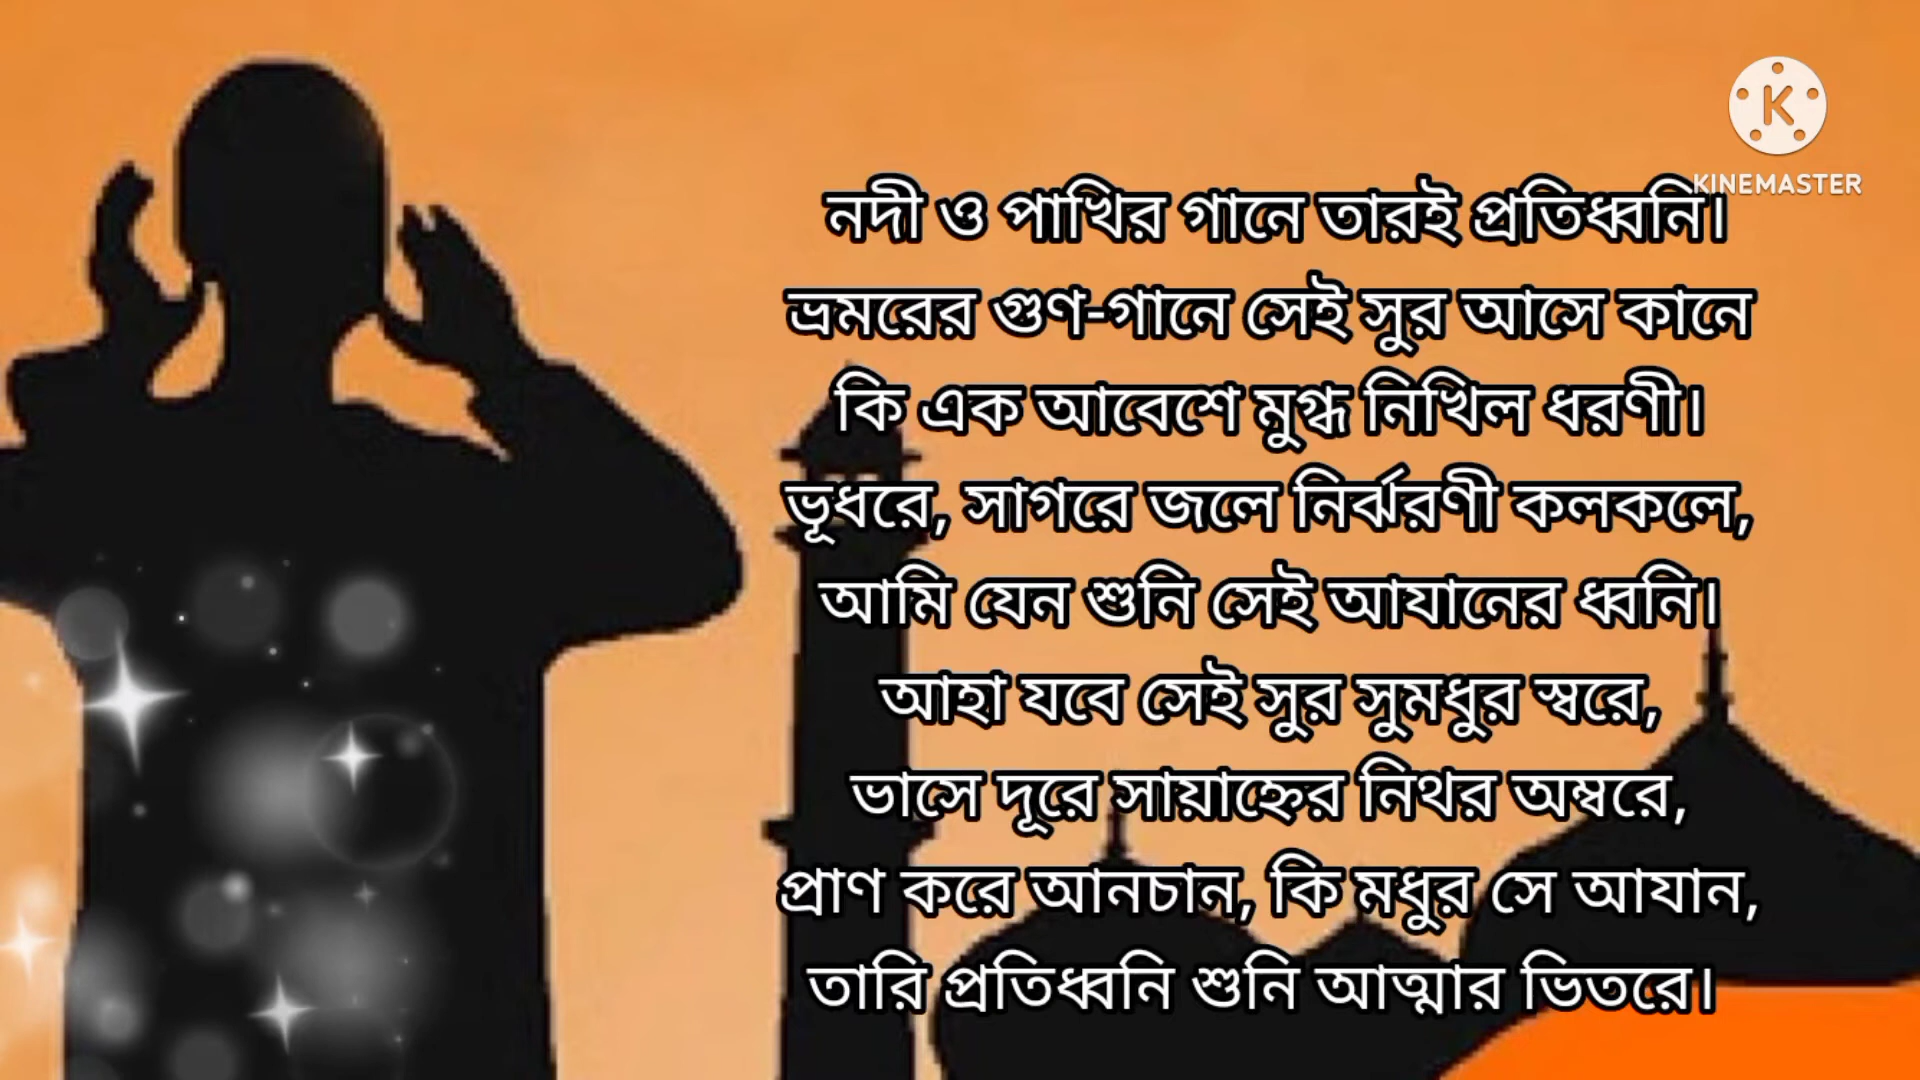 KINEMASTER
নদী ও পাখির গানে তারই প্রতিধ্বনি।
ভ্রমরের গুণ-গানে সেই সুর আসে কানে
কি এক আবেশে মুগ্ধ নিখিল ধরণী।
ভূধরে, সাগরে জলে নির্ঝরণী কলকলে,
আমি যেন শুনি সেই আযানের ধ্বনি।
আহা যবে সেই সুর সুমধুর স্বরে,
ভাসে দূরে সায়াহ্নের নিথর অম্বরে,
প্রাণ করে আনচান, কি মধুর সে আযান,
তারি প্রতিধ্বনি শুনি আত্মার ভিতরে।